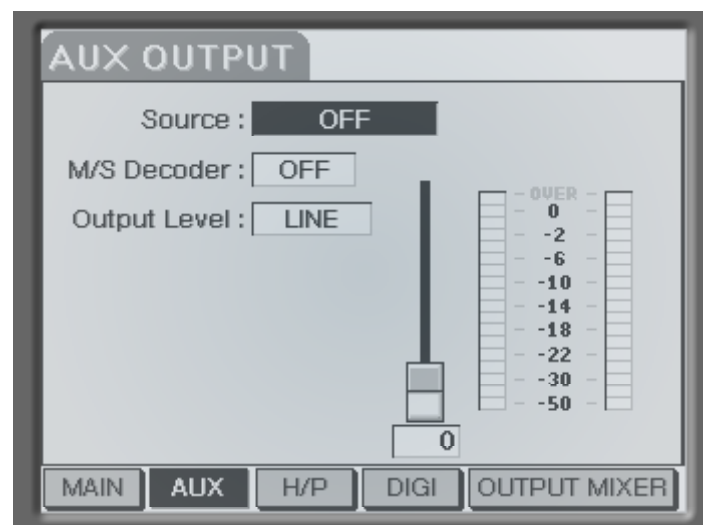 AUX OUTPUT
Source : OFF
M/S Decoder : OFF
Output Level : LINE
OVER
0
-2
-6
-10
-14
-18
-22
-30
-50
0
MAIN AUX H/P DIGI OUTPUT MIXER